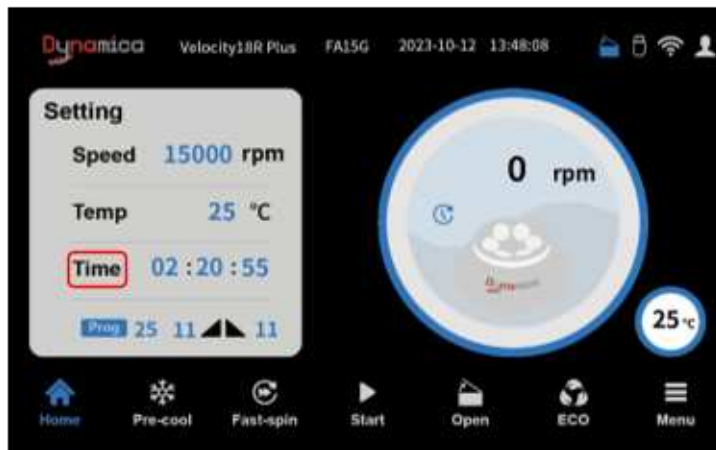 Dynamica Velocity18R Plus FA15G 2023-10-12 13:48:08
Setting
Speed 15000 rpm
Temp 25 °C
Time 02 : 20 : 55
Prog 25 11 11
0 rpm
25 °C
Home Pre-cool Fast-spin Start Open ECO Menu